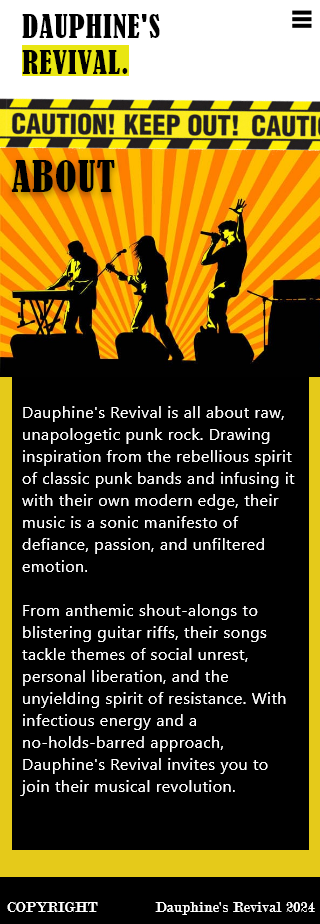 DAUPHINE'S
REVIVAL.
CAUTION! KEEP OUT! CAUTIO
ABOUT
Dauphine's Revival is all about raw,
unapologetic punk rock. Drawing
inspiration from the rebellious spirit
of classic punk bands and infusing it
with their own modern edge, their
music is a sonic manifesto of
defiance, passion, and unfiltered
emotion.
From anthemic shout-alongs to
blistering guitar riffs, their songs
tackle themes of social unrest,
personal liberation, and the
unyielding spirit of resistance. With
infectious energy and a
no-holds-barred approach,
Dauphine's Revival invites you to
join their musical revolution.
COPYRIGHT Dauphine's Revival 2024